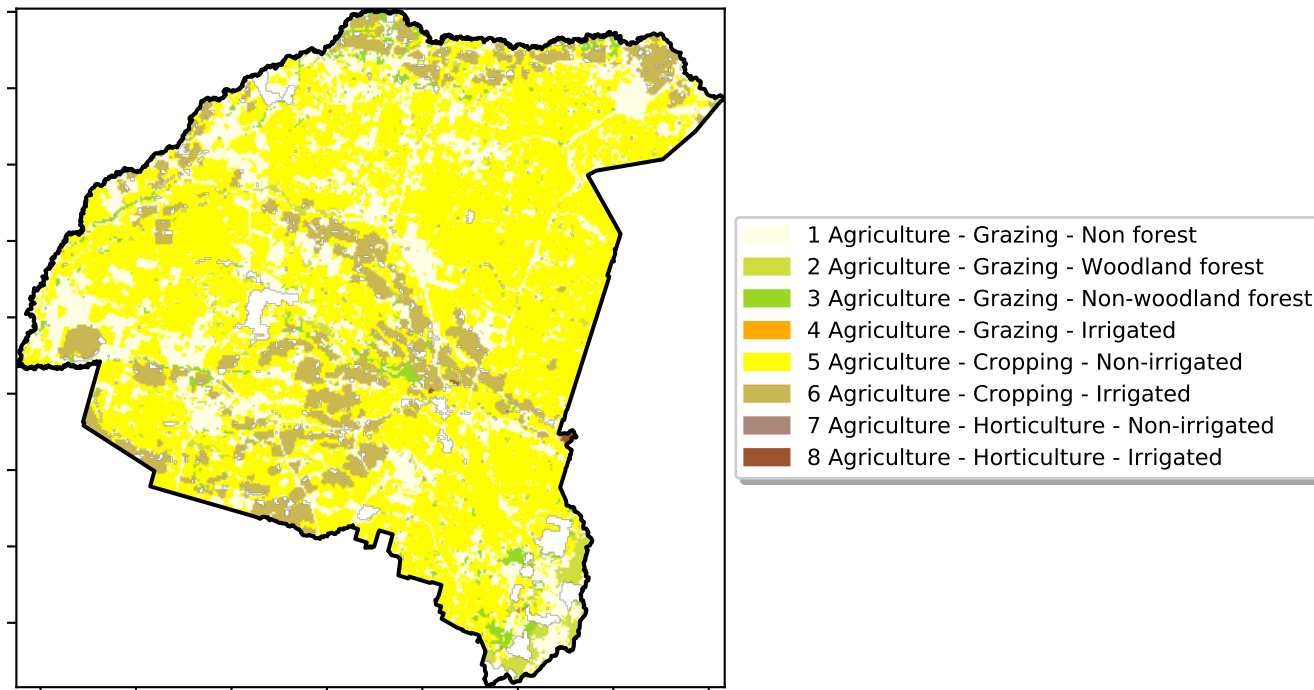 1 Agriculture - Grazing - Non forest
2 Agriculture - Grazing - Woodland forest
3 Agriculture - Grazing - Non-woodland forest
4 Agriculture - Grazing - Irrigated
5 Agriculture - Cropping - Non-irrigated
6 Agriculture - Cropping - Irrigated
7 Agriculture - Horticulture - Non-irrigated
8 Agriculture - Horticulture - Irrigated